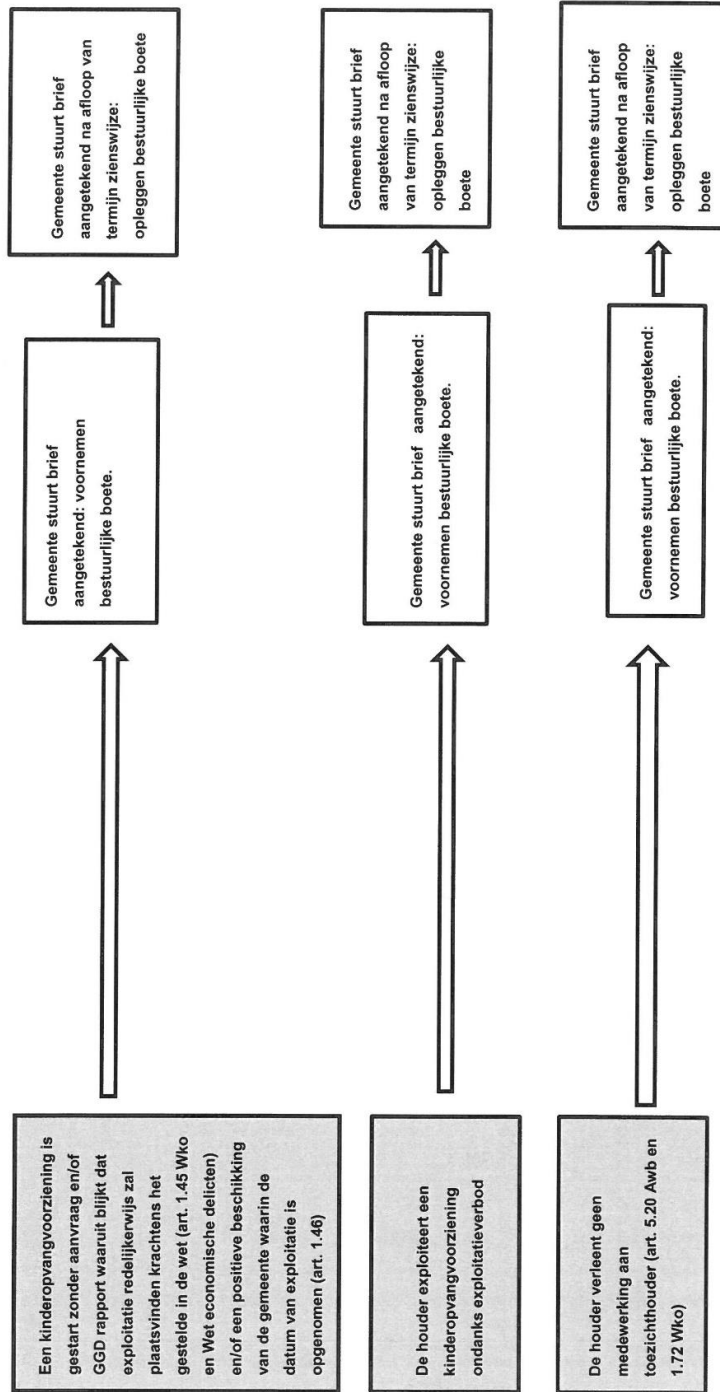 Een kinderopvangvoorziening is
gestart zonder aanvraag en/of
GGD rapport waaruit blijkt dat
exploitatie redelijkerwijs zal
plaatsvinden krachtens het
gestelde in de wet (art. 1.45 Wko
en Wet economische delicten)
en/of een positieve beschikking
van de gemeente waarin de
datum van exploitatie is
opgenomen (art. 1.46)
Gemeente stuurt brief
aangetekend: voornemen
bestuurlijke boete.
Gemeente stuurt brief
aangetekend na afloop van
termijn zienswijze:
opleggen bestuurlijke boete
De houder exploiteert een
kinderopvangvoorziening
ondanks exploitatieverbod
Gemeente stuurt brief aangetekend:
voornemen bestuurlijke boete.
Gemeente stuurt brief
aangetekend na afloop
van termijn zienswijze:
opleggen bestuurlijke
boete
De houder verleent geen
medewerking aan
toezichthouder (art. 5.20 Awb en
1.72 Wko)
Gemeente stuurt brief aangetekend:
voornemen bestuurlijke boete.
Gemeente stuurt brief
aangetekend na afloop
van termijn zienswijze:
opleggen bestuurlijke
boete